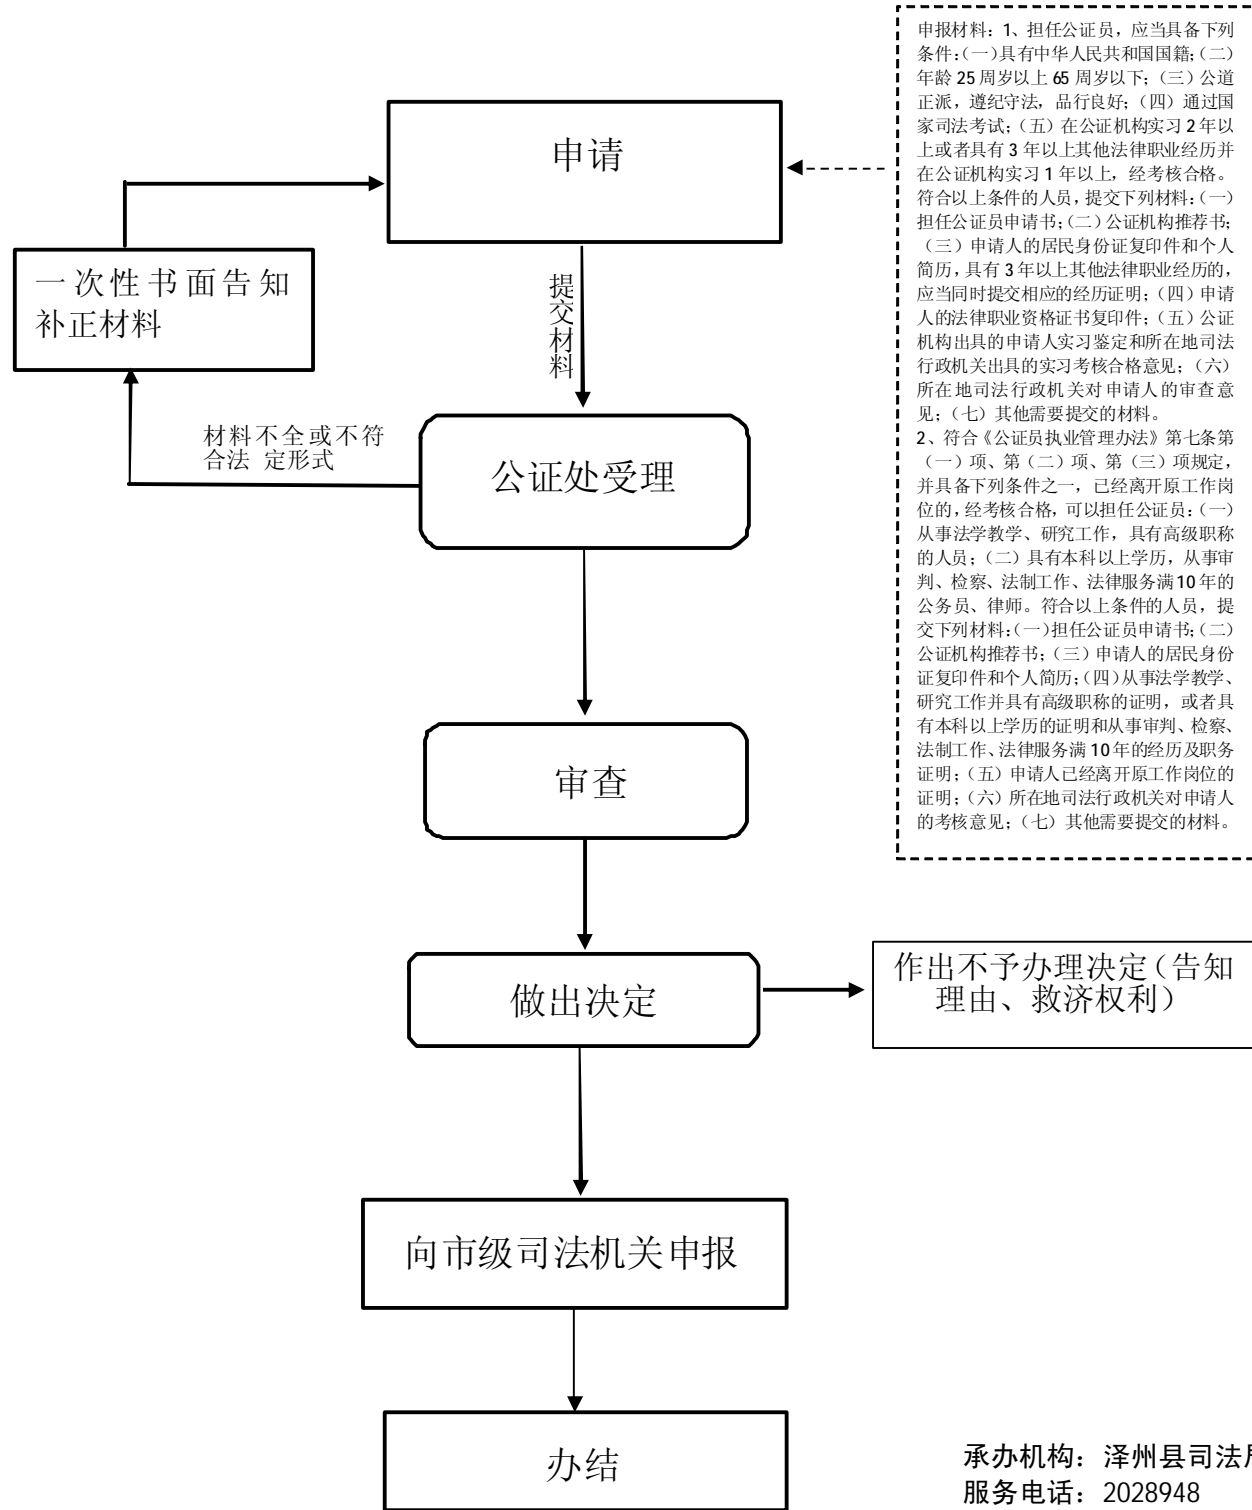 申报材料：1、担任公证员，应当具备下列
条件：（一）具有中华人民共和国国籍；（二）
年龄 25 周岁以上 65 周岁以下；（三）公道
正派，遵纪守法，品行良好；（四）通过国
家司法考试；（五）在公证机构实习 2 年以
上或者具有 3 年以上其他法律职业经历并
在公证机构实习 1 年以上，经考核合格。
符合以上条件的人员，提交下列材料：（一）
担任公证员申请书；（二）公证机构推荐书；
（三）申请人的居民身份证复印件和个人
简历，具有 3 年以上其他法律职业经历的，
应当同时提交相应的经历证明；（四）申请
人的法律职业资格证书复印件；（五）公证
机构出具的申请人实习鉴定和所在地司法
行政机关出具的实习考核合格意见；（六）
所在地司法行政机关对申请人的审查意
见；（七）其他需要提交的材料。
2、符合《公证员执业管理办法》第七条第
（一）项、第（二）项、第（三）项规定，
并具备下列条件之一，已经离开原工作岗
位的，经考核合格，可以担任公证员：（一）
从事法学教学、研究工作，具有高级职称
的人员；（二）具有本科以上学历，从事审
判、检察、法制工作、法律服务满 10 年的
公务员、律师。符合以上条件的人员，提
交下列材料：（一）担任公证员申请书；（二）
公证机构推荐书；（三）申请人的居民身份
证复印件和个人简历；（四）从事法学教学、
研究工作并具有高级职称的证明，或者具
有本科以上学历的证明和从事审判、检察、
法制工作、法律服务满 10 年的经历及职务
证明；（五）申请人已经离开原工作岗位的
证明；（六）所在地司法行政机关对申请人
的考核意见；（七）其他需要提交的材料。
申请
一次性书面告知
补正材料
提交材料
材料不全或不符
合法 定形式
公证处受理
审查
做出决定
作出不予办理决定（告知
理由、救济权利）
向市级司法机关申报
办结
承办机构：泽州县司法局
服务电话：2028948